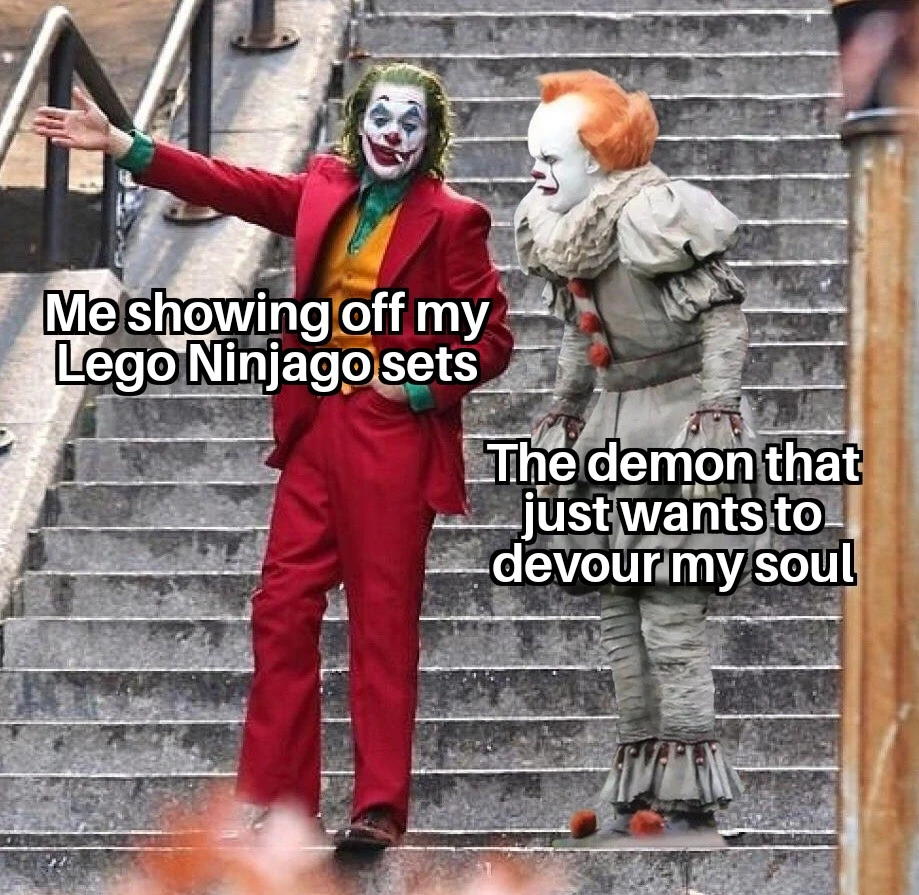 Me showing off my
Lego Ninjago sets
The demon that
just wants to
devour my soul